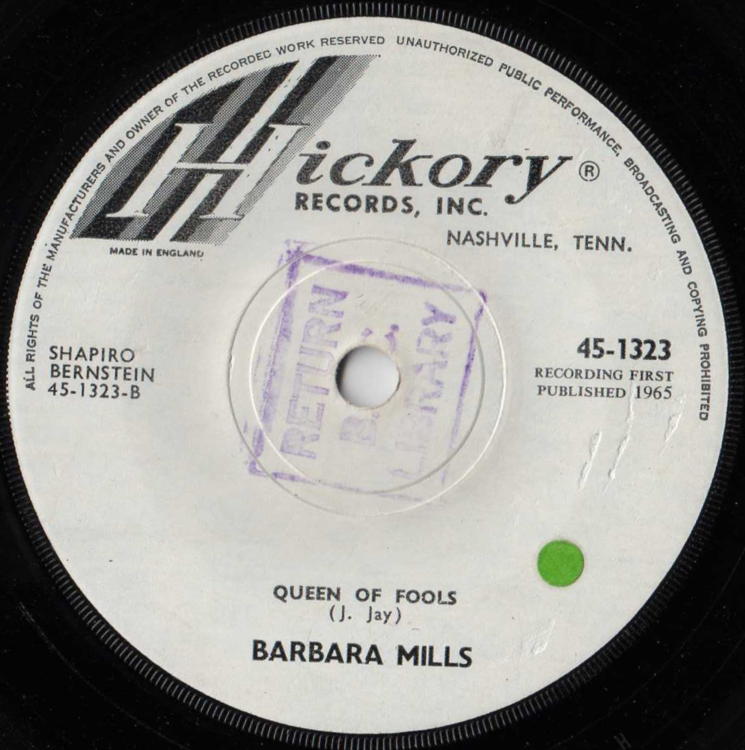 ALL RIGHTS OF THE MANUFACTURERS AND OWNER OF THE RECORDED WORK RESERVED UNAUTHORIZED PUBLIC PERFORMANCE, BROADCASTING AND COPYING PROHIBITED
Hickory ®
RECORDS, INC.
NASHVILLE, TENN.
MADE IN ENGLAND
SHAPIRO
BERNSTEIN
45-1323-B
45-1323
RECORDING FIRST
PUBLISHED 1965
RETURN
LIBRARY
QUEEN OF FOOLS
(J. Jay)
BARBARA MILLS